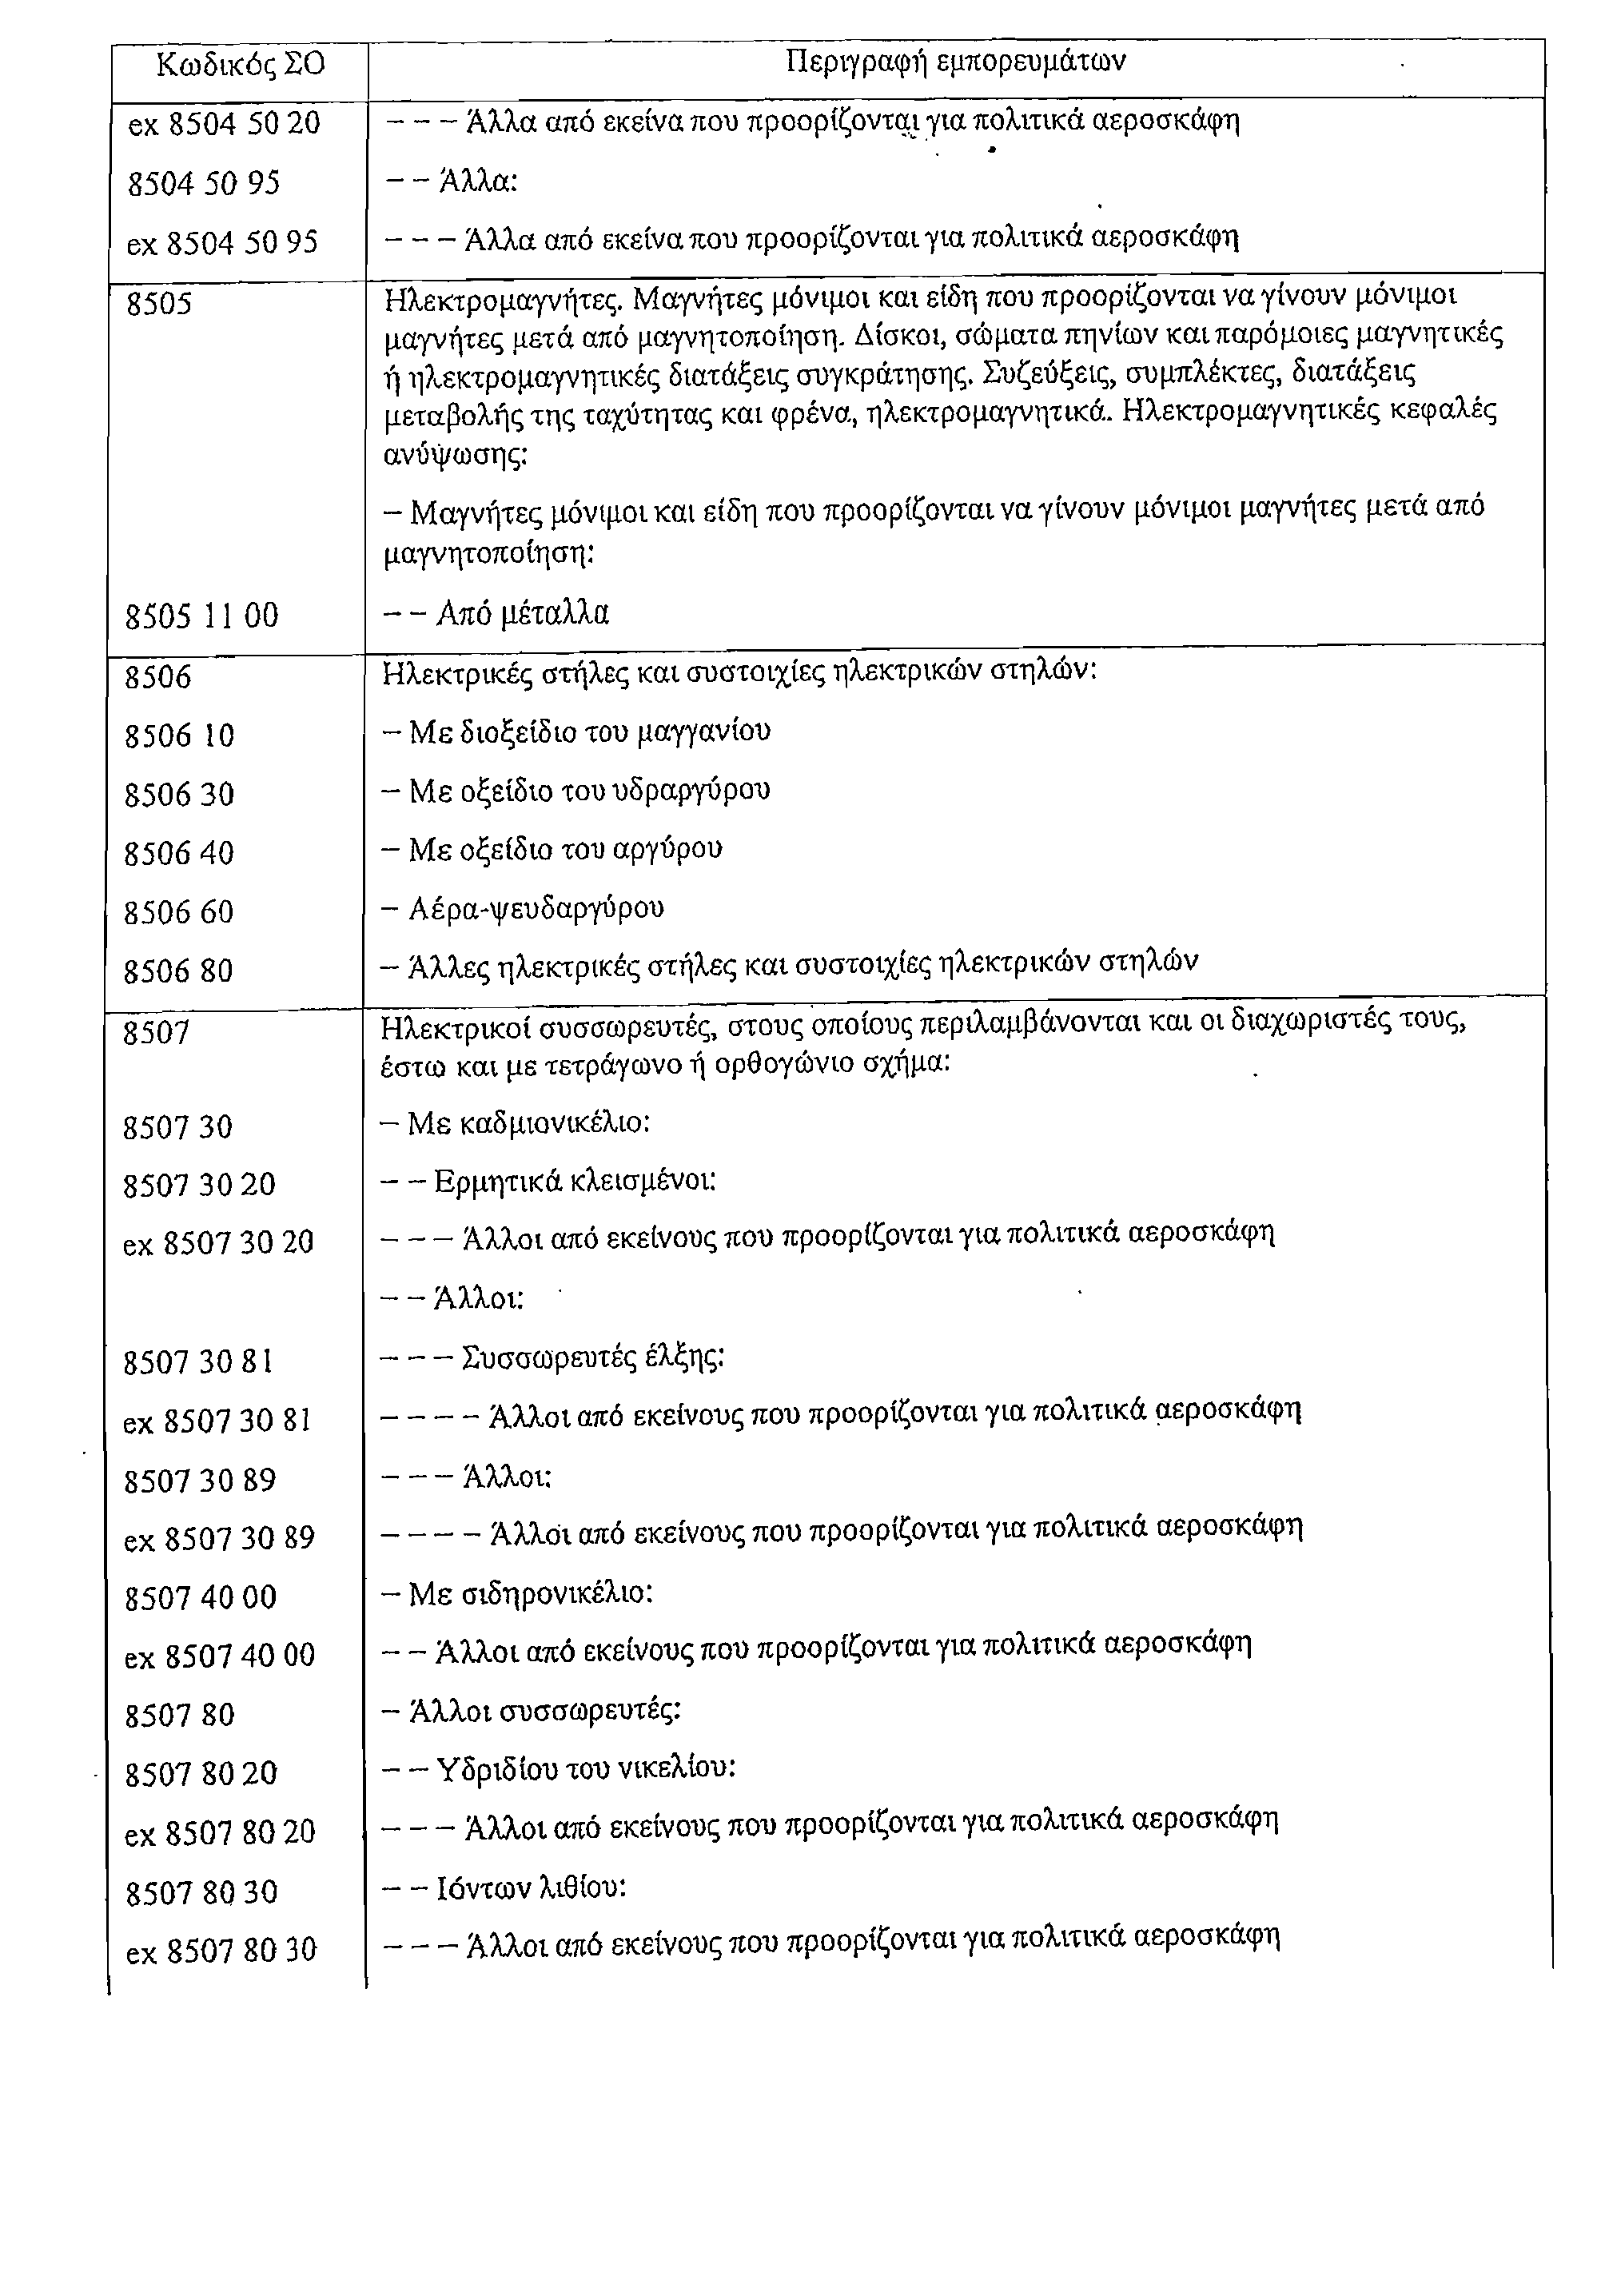 Κωδικός ΣΟ Περιγραφή εμπορευμάτων
ex 8504 50 20 – – – Άλλα από εκείνα που προορίζονται για πολιτικά αεροσκάφη
8504 50 95 – – Άλλα:
ex 8504 50 95 – – – Άλλα από εκείνα που προορίζονται για πολιτικά αεροσκάφη
8505 Ηλεκτρομαγνήτες. Μαγνήτες μόνιμοι και είδη που προορίζονται να γίνουν μόνιμοι
μαγνήτες μετά από μαγνητοποίηση. Δίσκοι, σώματα πηνίων και παρόμοιες μαγνητικές
ή ηλεκτρομαγνητικές διατάξεις συγκράτησης. Συζεύξεις, συμπλέκτες, διατάξεις
μεταβολής της ταχύτητας και φρένα, ηλεκτρομαγνητικά. Ηλεκτρομαγνητικές κεφαλές
ανύψωσης:
– Μαγνήτες μόνιμοι και είδη που προορίζονται να γίνουν μόνιμοι μαγνήτες μετά από
μαγνητοποίηση:
8505 11 00 – – Από μέταλλα
8506 Ηλεκτρικές στήλες και συστοιχίες ηλεκτρικών στηλών:
8506 10 – Με διοξείδιο του μαγγανίου
8506 30 – Με οξείδιο του υδραργύρου
8506 40 – Με οξείδιο του αργύρου
8506 60 – Αέρα-ψευδαργύρου
8506 80 – Άλλες ηλεκτρικές στήλες και συστοιχίες ηλεκτρικών στηλών
8507 Ηλεκτρικοί συσσωρευτές, στους οποίους περιλαμβάνονται και οι διαχωριστές τους,
έστω και με τετράγωνο ή ορθογώνιο σχήμα:
8507 30 – Με καδμιονικέλιο:
8507 30 20 – – Ερμητικά κλεισμένοι:
ex 8507 30 20 – – – Άλλοι από εκείνους που προορίζονται για πολιτικά αεροσκάφη
– – Άλλοι:
8507 30 81 – – – Συσσωρευτές έλξης:
ex 8507 30 81 – – – – Άλλοι από εκείνους που προορίζονται για πολιτικά αεροσκάφη
8507 30 89 – – – Άλλοι:
ex 8507 30 89 – – – – Άλλοι από εκείνους που προορίζονται για πολιτικά αεροσκάφη
8507 40 00 – Με σιδηρονικέλιο:
ex 8507 40 00 – – Άλλοι από εκείνους που προορίζονται για πολιτικά αεροσκάφη
8507 80 – Άλλοι συσσωρευτές:
8507 80 20 – – Υδριδίου του νικελίου:
ex 8507 80 20 – – – Άλλοι από εκείνους που προορίζονται για πολιτικά αεροσκάφη
8507 80 30 – – Ιόντων λιθίου:
ex 8507 80 30 – – – Άλλοι από εκείνους που προορίζονται για πολιτικά αεροσκάφη